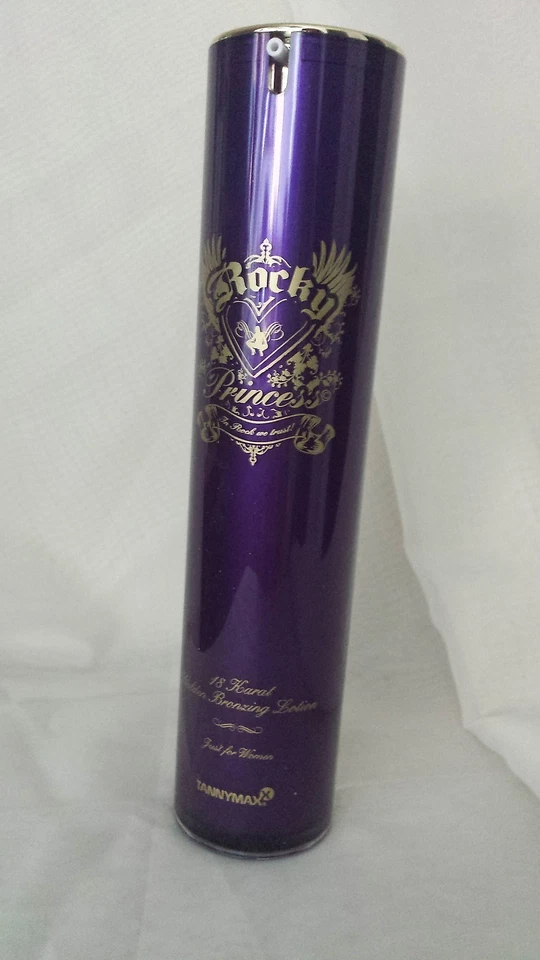 Rocky
Princess©
In Rock we trust!
18 Karat
Golden Bronzing Lotion
Just for Women
TANNYMAXX